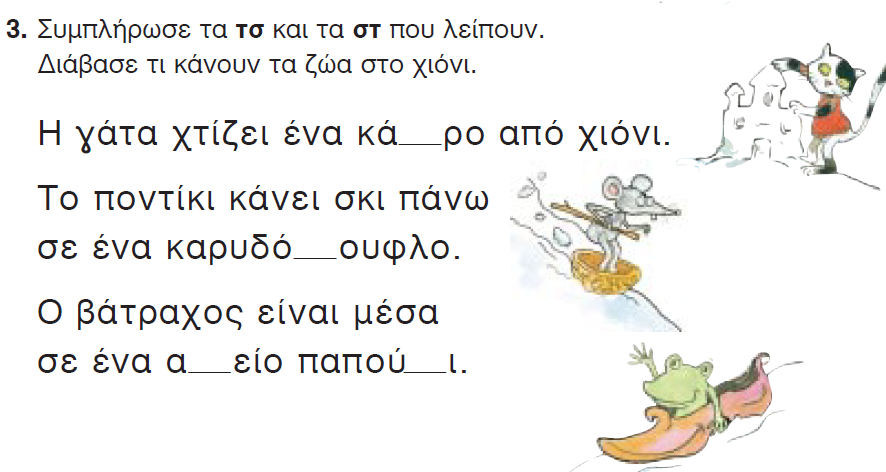 3. Συμπλήρωσε τα τσ και τα στ που λείπουν.
Διάβασε τι κάνουν τα ζώα στο χιόνι.
Η γάτα χτίζει ένα κά__ρο από χιόνι.
Το ποντίκι κάνει σκι πάνω
σε ένα καρυδό__ουφλο.
Ο βάτραχος είναι μέσα
σε ένα α__είο παπού__ι.